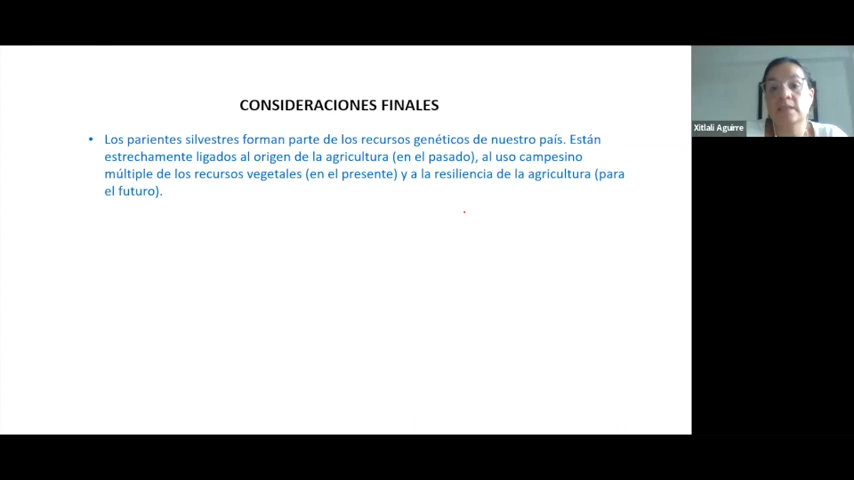 CONSIDERACIONES FINALES
• Los parientes silvestres forman parte de los recursos genéticos de nuestro país. Están
estrechamente ligados al origen de la agricultura (en el pasado), al uso campesino
múltiple de los recursos vegetales (en el presente) y a la resiliencia de la agricultura (para
el futuro).
Xitlali Aguirre